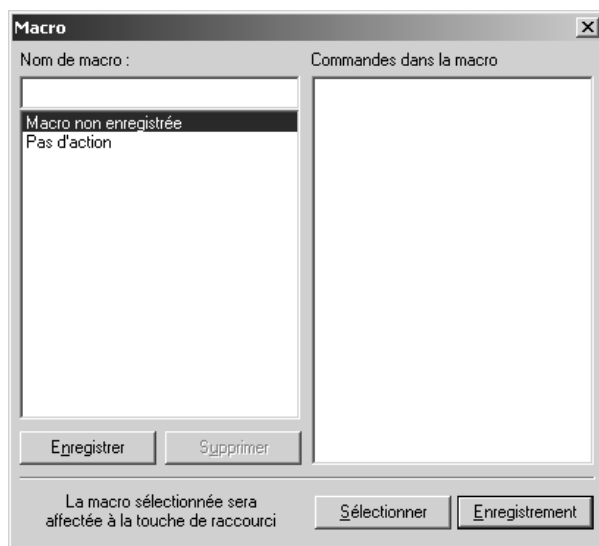 Macro
Nom de macro :
Commandes dans la macro
Macro non enregistrée
Pas d'action
Enregistrer
Supprimer
La macro sélectionnée sera
affectée à la touche de raccourci
Sélectionner
Enregistrement